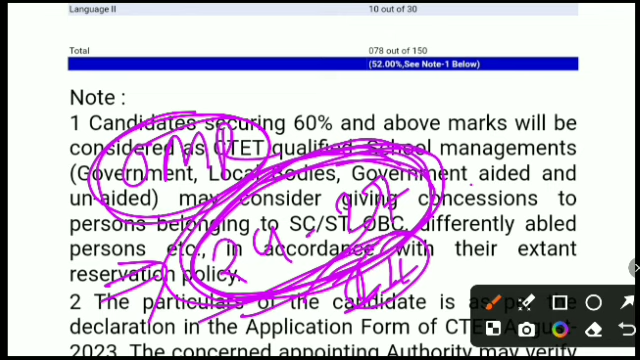 Language II 10 out of 30
Total 078 out of 150
(52.00%,See Note-1 Below)
Note :
1 Candidates securing 60% and above marks will be
considered as CTET qualified. School managements
(Government, Local Bodies, Government aided and
un-aided) may consider giving concessions to
persons belonging to SC/ST, OBC, differently abled
persons etc., in accordance with their extant
reservation policy.
OMR
2 The particulars of the candidate is as per the
declaration in the Application Form of CTET August-
2023. The concerned appointing Authority may verify